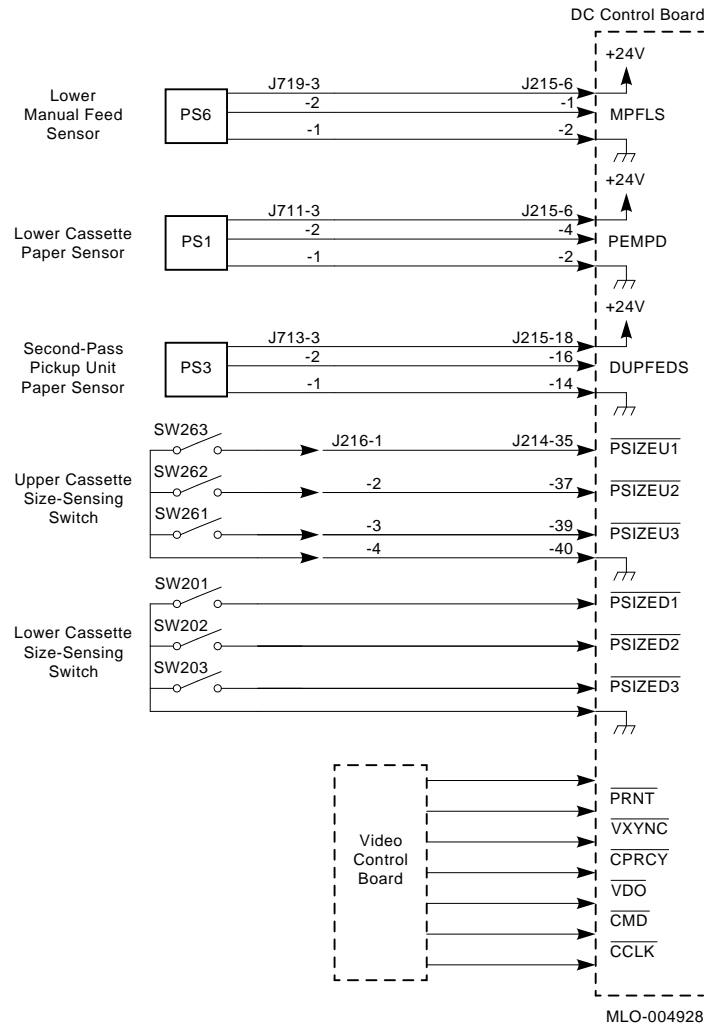 DC Control Board
+24V
Lower
Manual Feed
Sensor
PS6
J719-3
J215-6
-2
-1
MPFLS
-1
-2
+24V
Lower Cassette
Paper Sensor
PS1
J711-3
J215-6
-2
-4
PEMPD
-1
-2
+24V
Second-Pass
Pickup Unit
Paper Sensor
PS3
J713-3
J215-18
-2
-16
DUPFEDS
-1
-14
Upper Cassette
Size-Sensing
Switch
SW263
J216-1
J214-35
PSIZEU1
SW262
-2
-37
PSIZEU2
SW261
-3
-39
PSIZEU3
-4
-40
Lower Cassette
Size-Sensing
Switch
SW201
PSIZED1
SW202
PSIZED2
SW203
PSIZED3
Video
Control
Board
PRNT
VXYNC
CPRCY
VDO
CMD
CCLK
MLO-004928